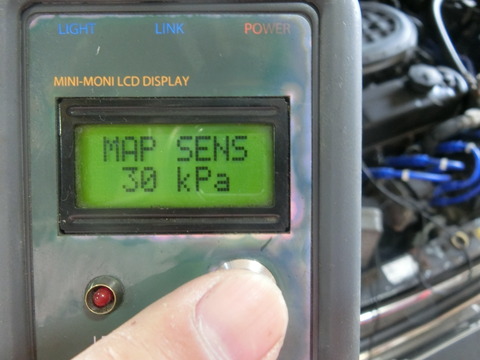 LIGHT LINK POWER
MINI-MONI LCD DISPLAY
MAP SENS
30 kPa